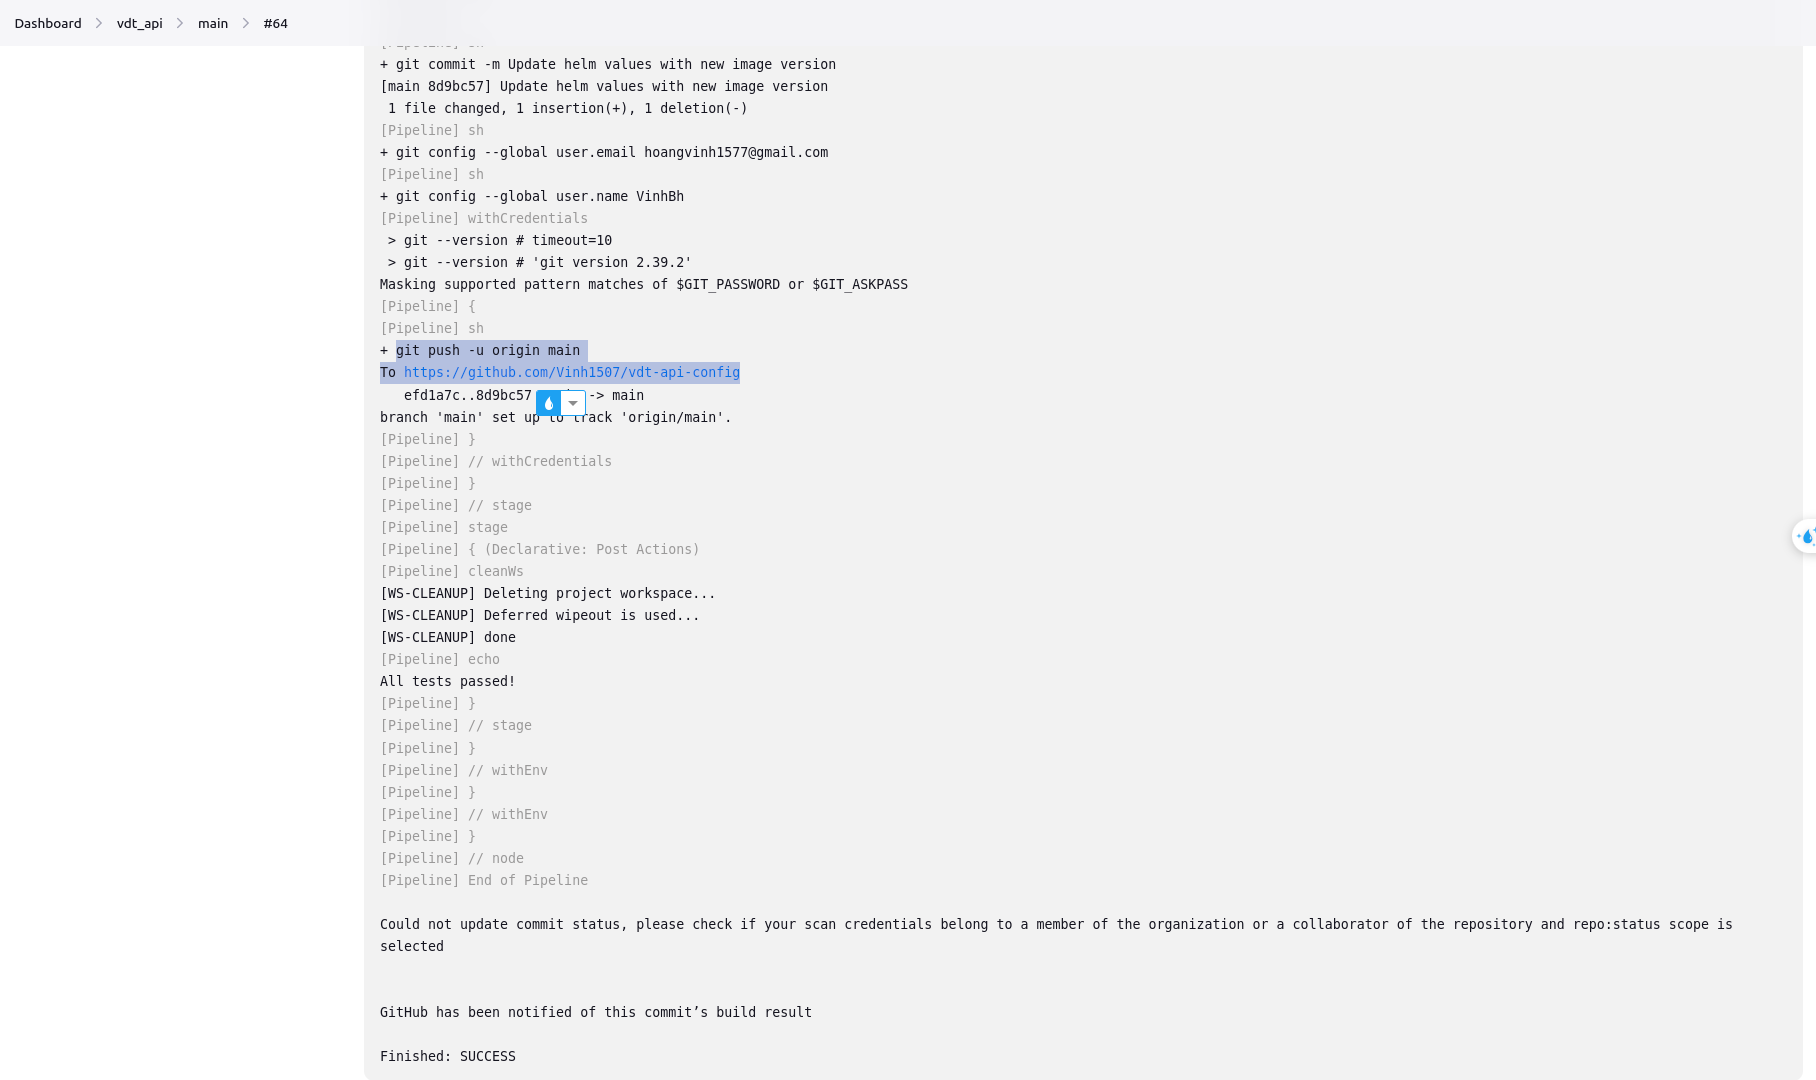 Dashboard > vdt_api > main > #64
[Pipeline] sh
+ git commit -m Update helm values with new image version
[main 8d9bc57] Update helm values with new image version
 1 file changed, 1 insertion(+), 1 deletion(-)
[Pipeline] sh
+ git config --global user.email hoangvinh1577@gmail.com
[Pipeline] sh
+ git config --global user.name VinhBh
[Pipeline] withCredentials
 > git --version # timeout=10
 > git --version # 'git version 2.39.2'
Masking supported pattern matches of $GIT_PASSWORD or $GIT_ASKPASS
[Pipeline] {
[Pipeline] sh
+ git push -u origin main
To https://github.com/Vinh1507/vdt-api-config
   efd1a7c..8d9bc57 -> main
branch 'main' set up to track 'origin/main'.
[Pipeline] }
[Pipeline] // withCredentials
[Pipeline] }
[Pipeline] // stage
[Pipeline] stage
[Pipeline] { (Declarative: Post Actions)
[Pipeline] cleanWs
[WS-CLEANUP] Deleting project workspace...
[WS-CLEANUP] Deferred wipeout is used...
[WS-CLEANUP] done
[Pipeline] echo
All tests passed!
[Pipeline] }
[Pipeline] // stage
[Pipeline] }
[Pipeline] // withEnv
[Pipeline] }
[Pipeline] // withEnv
[Pipeline] }
[Pipeline] // node
[Pipeline] End of Pipeline
Could not update commit status, please check if your scan credentials belong to a member of the organization or a collaborator of the repository and repo:status scope is
selected
GitHub has been notified of this commit’s build result
Finished: SUCCESS